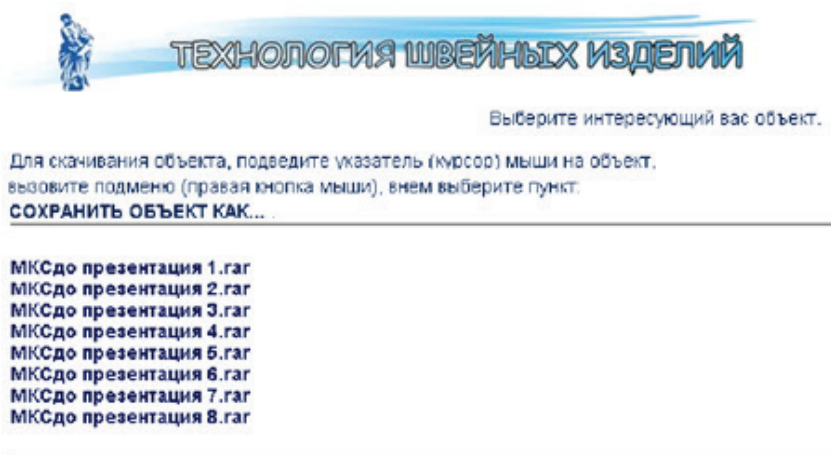 ТЕХНОЛОГИЯ ШВЕЙНЫХ ИЗДЕЛИЙ
Выберите интересующий вас объект.
Для скачивания объекта, подведите указатель (курсор) мыши на объект,
вызовите подменю (правая кнопка мыши), внем выберите пункт:
СОХРАНИТЬ ОБЪЕКТ КАК... .
МКСдо презентация 1.rar
МКСдо презентация 2.rar
МКСдо презентация 3.rar
МКСдо презентация 4.rar
МКСдо презентация 5.rar
МКСдо презентация 6.rar
МКСдо презентация 7.rar
МКСдо презентация 8.rar